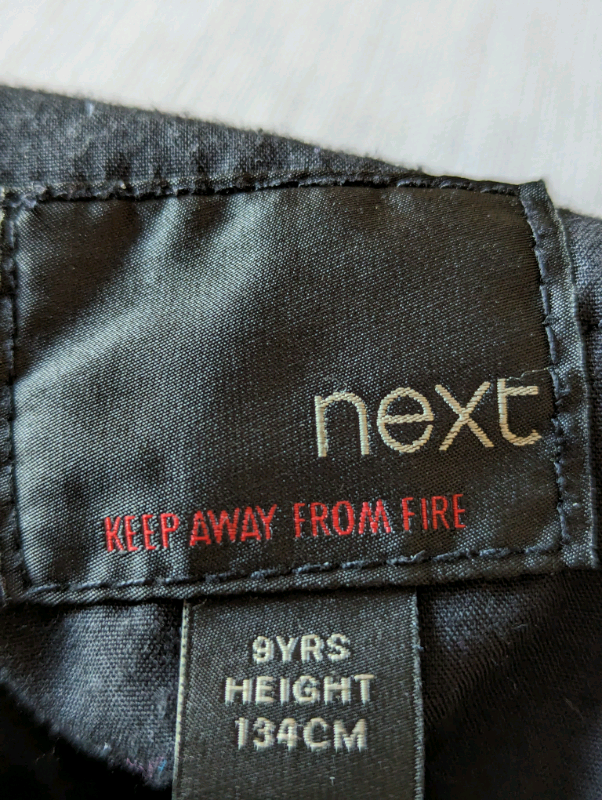 next
KEEP AWAY FROM FIRE
9YRS
HEIGHT
134CM